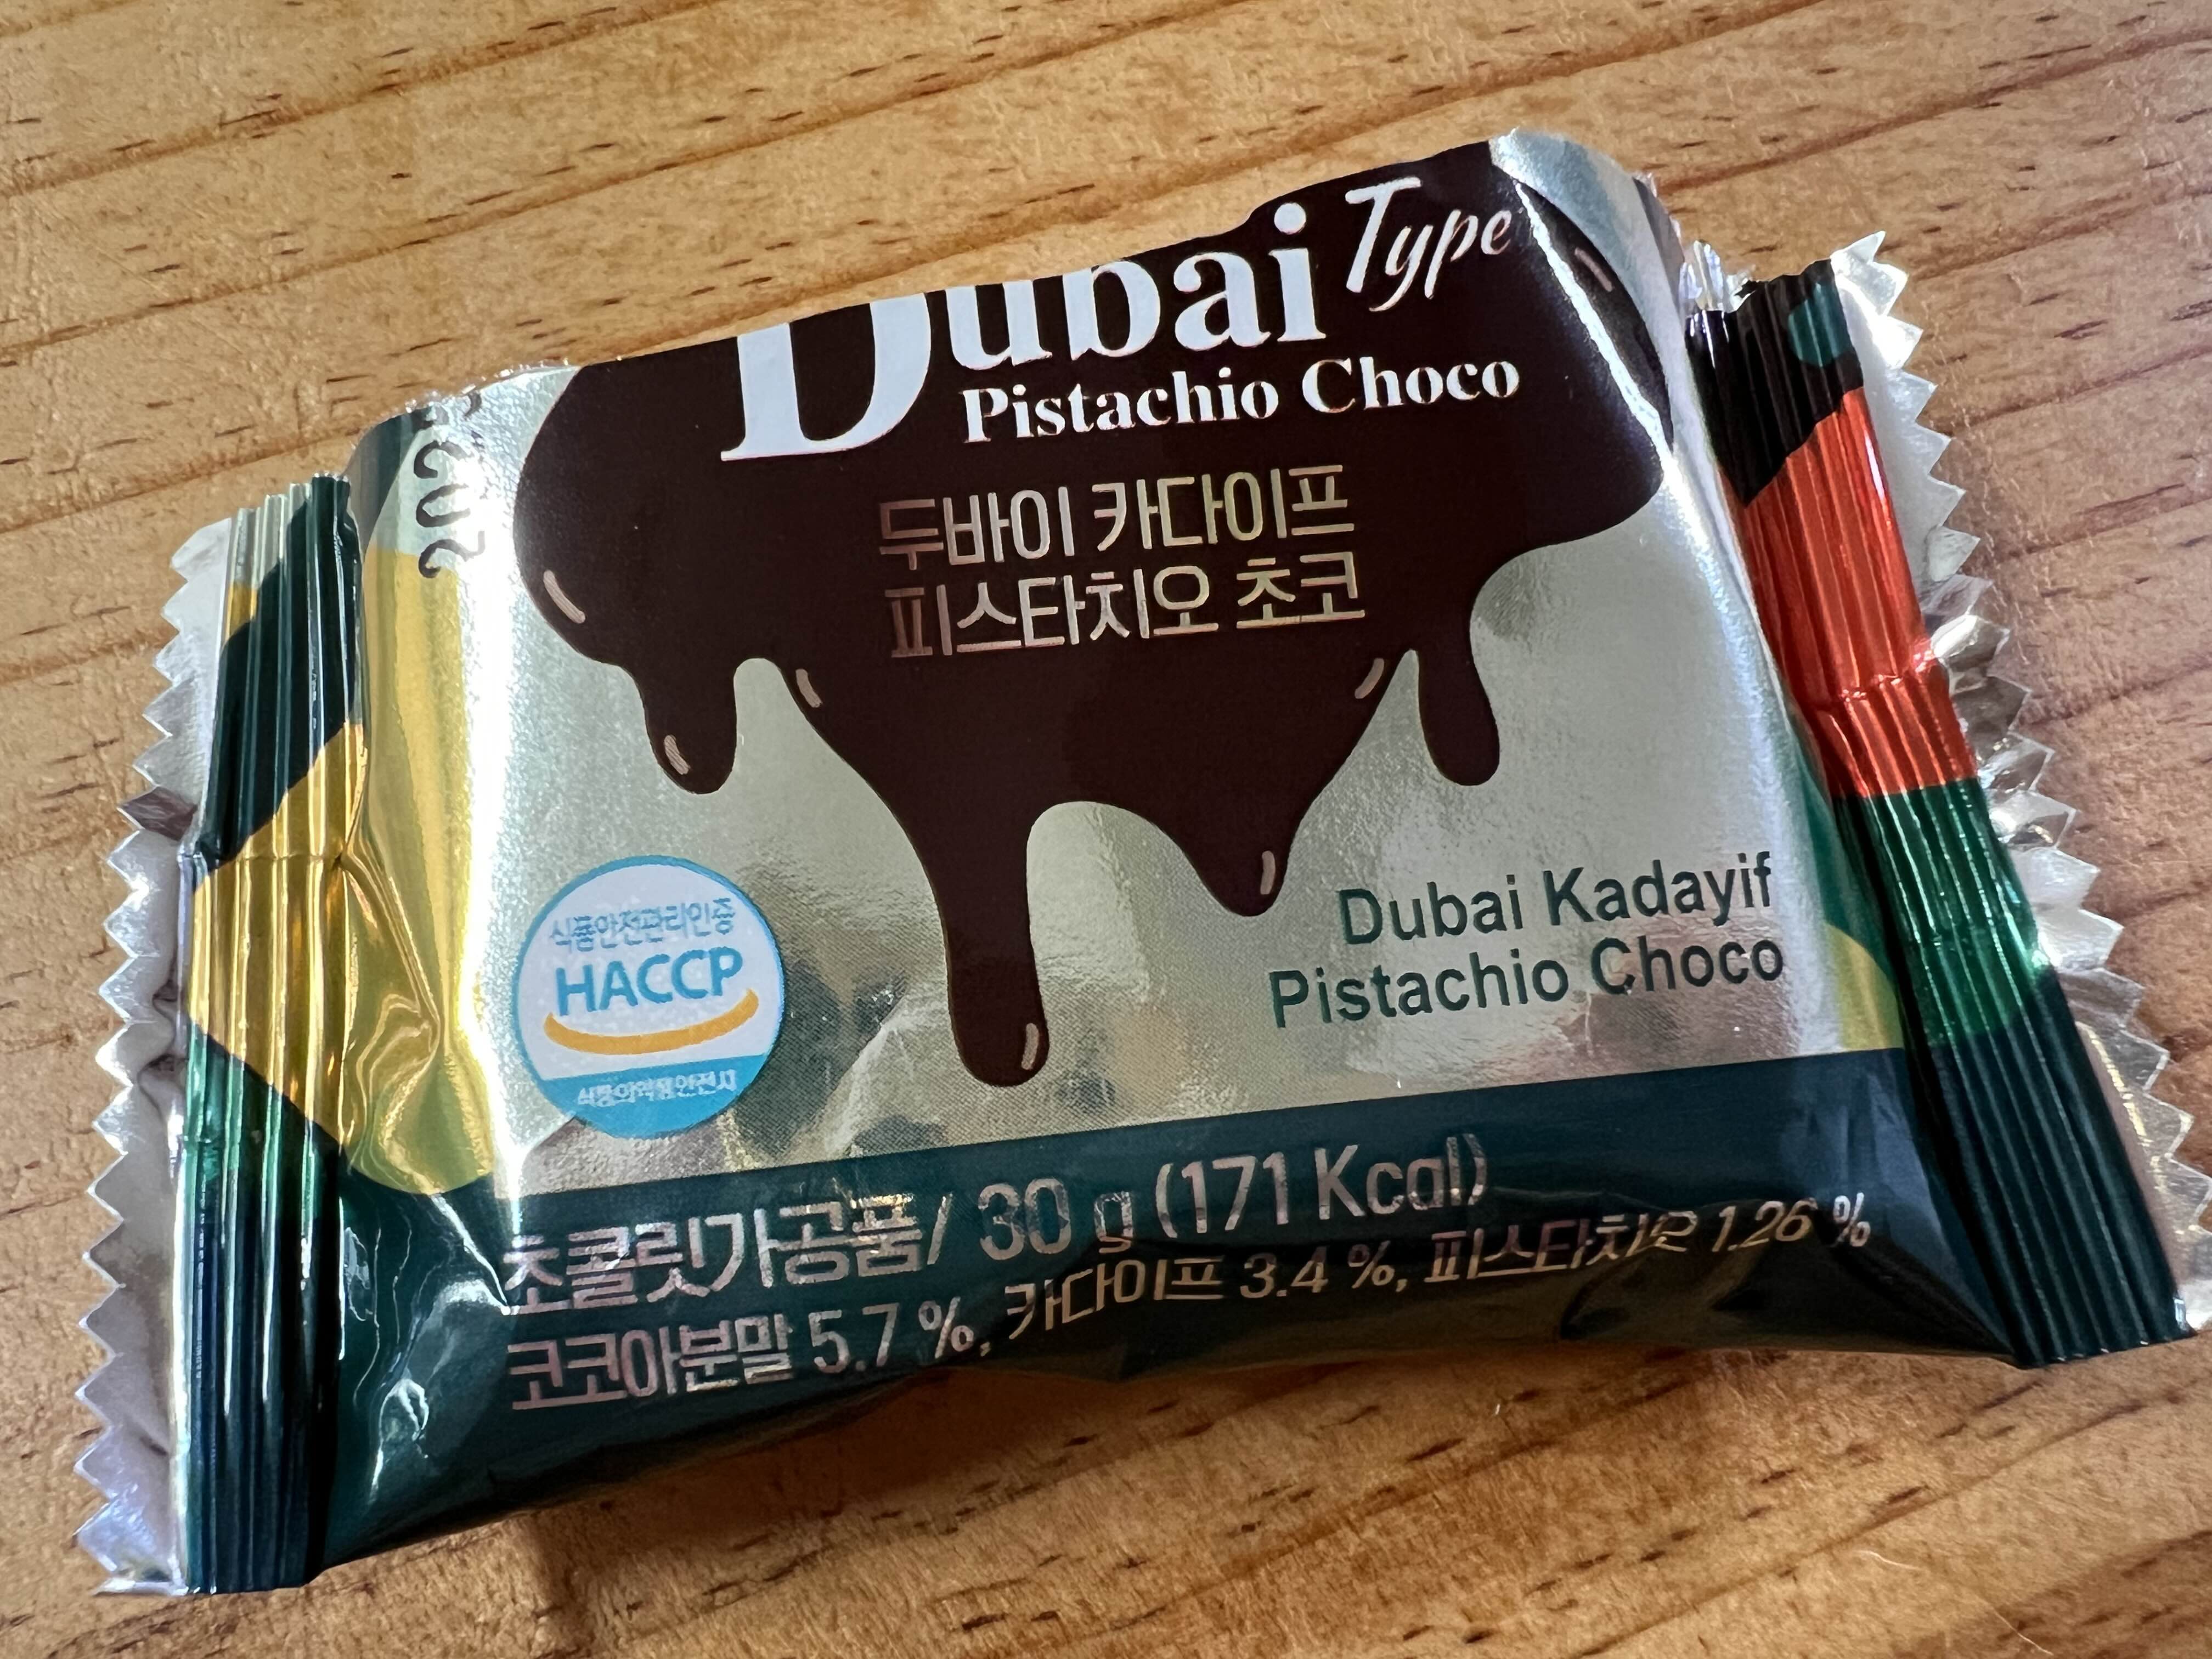 Dubai Type
Pistachio Choco
두바이 카다이프
피스타치오 초코
Dubai Kadayif
Pistachio Choco
식품안전관리인증
HACCP
초콜릿가공품/ 30 g (171 Kcal)
코코아분말 5.7 %, 카다이프 3.4 %, 피스타치오 1.26 %